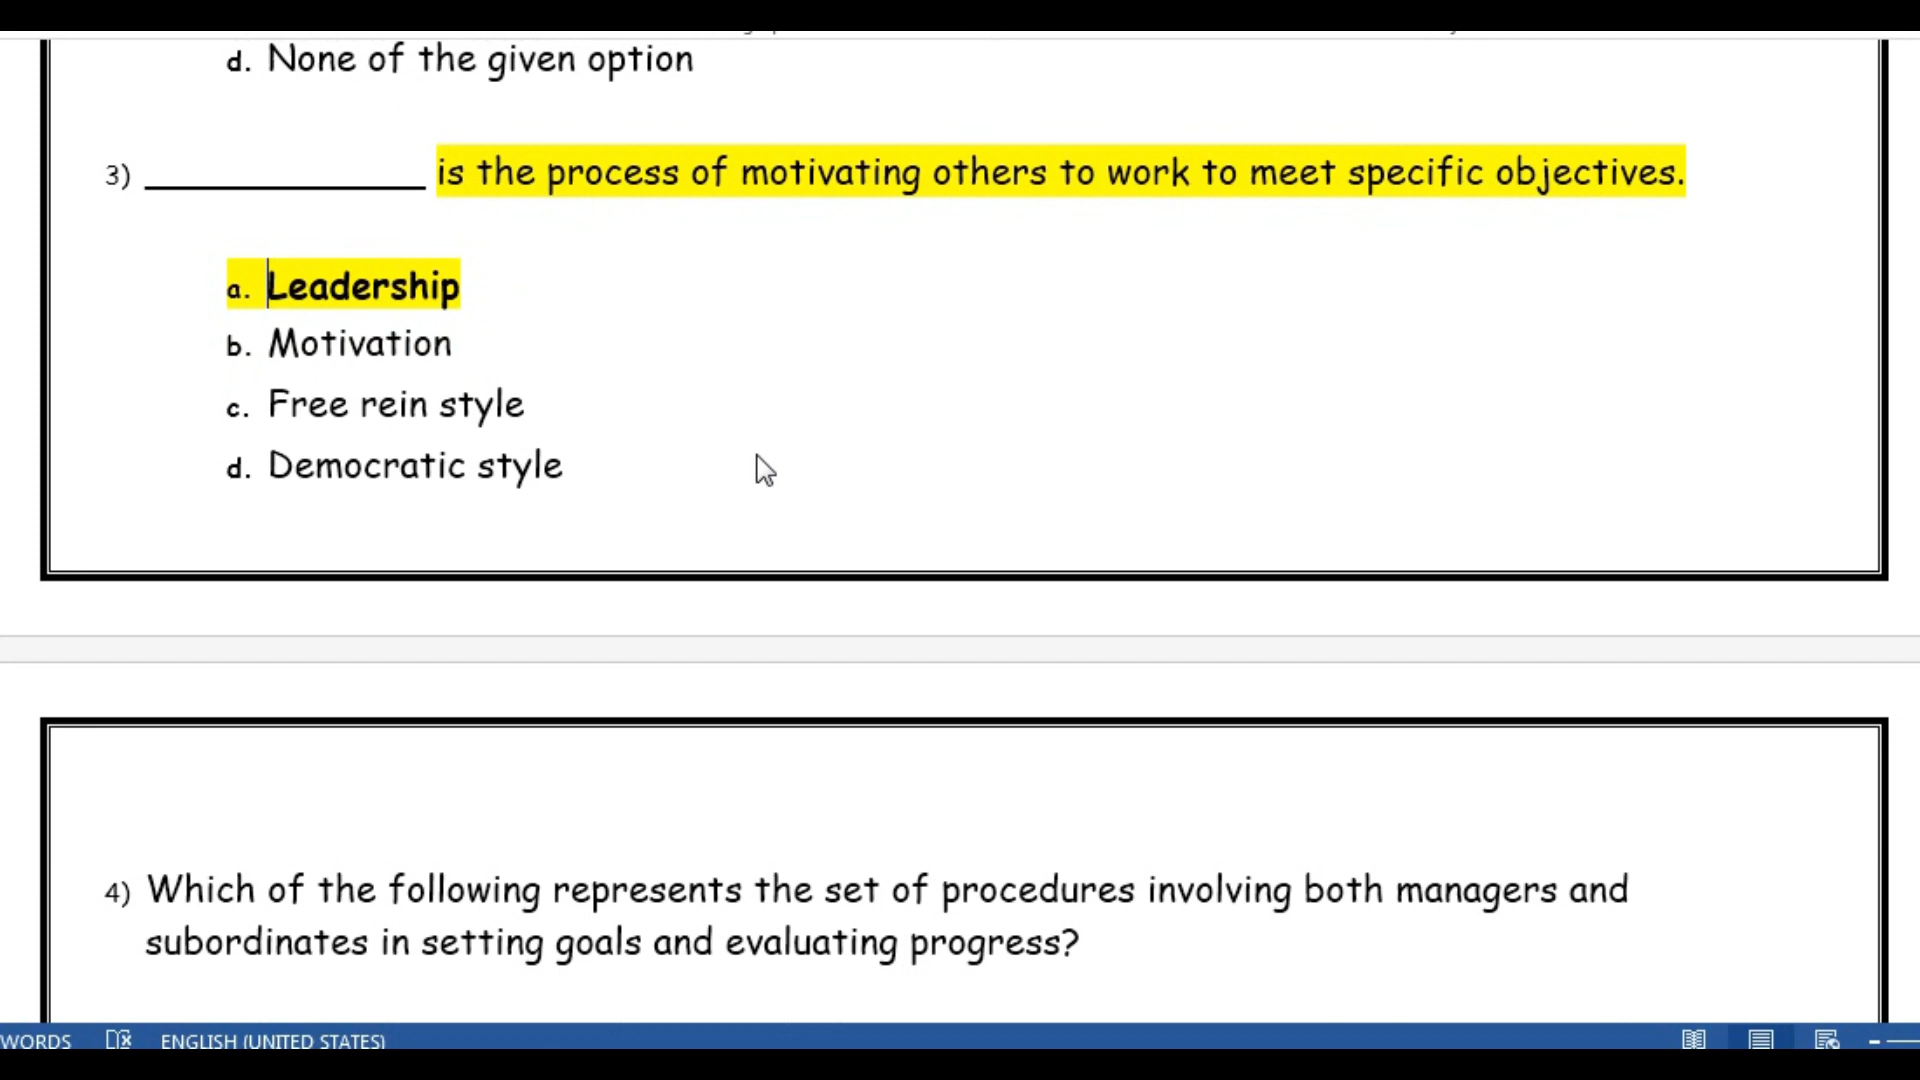 d. None of the given option
3) ______________ is the process of motivating others to work to meet specific objectives.
a. Leadership
b. Motivation
c. Free rein style
d. Democratic style
4) Which of the following represents the set of procedures involving both managers and
subordinates in setting goals and evaluating progress?
WORDS ENGLISH (UNITED STATES)